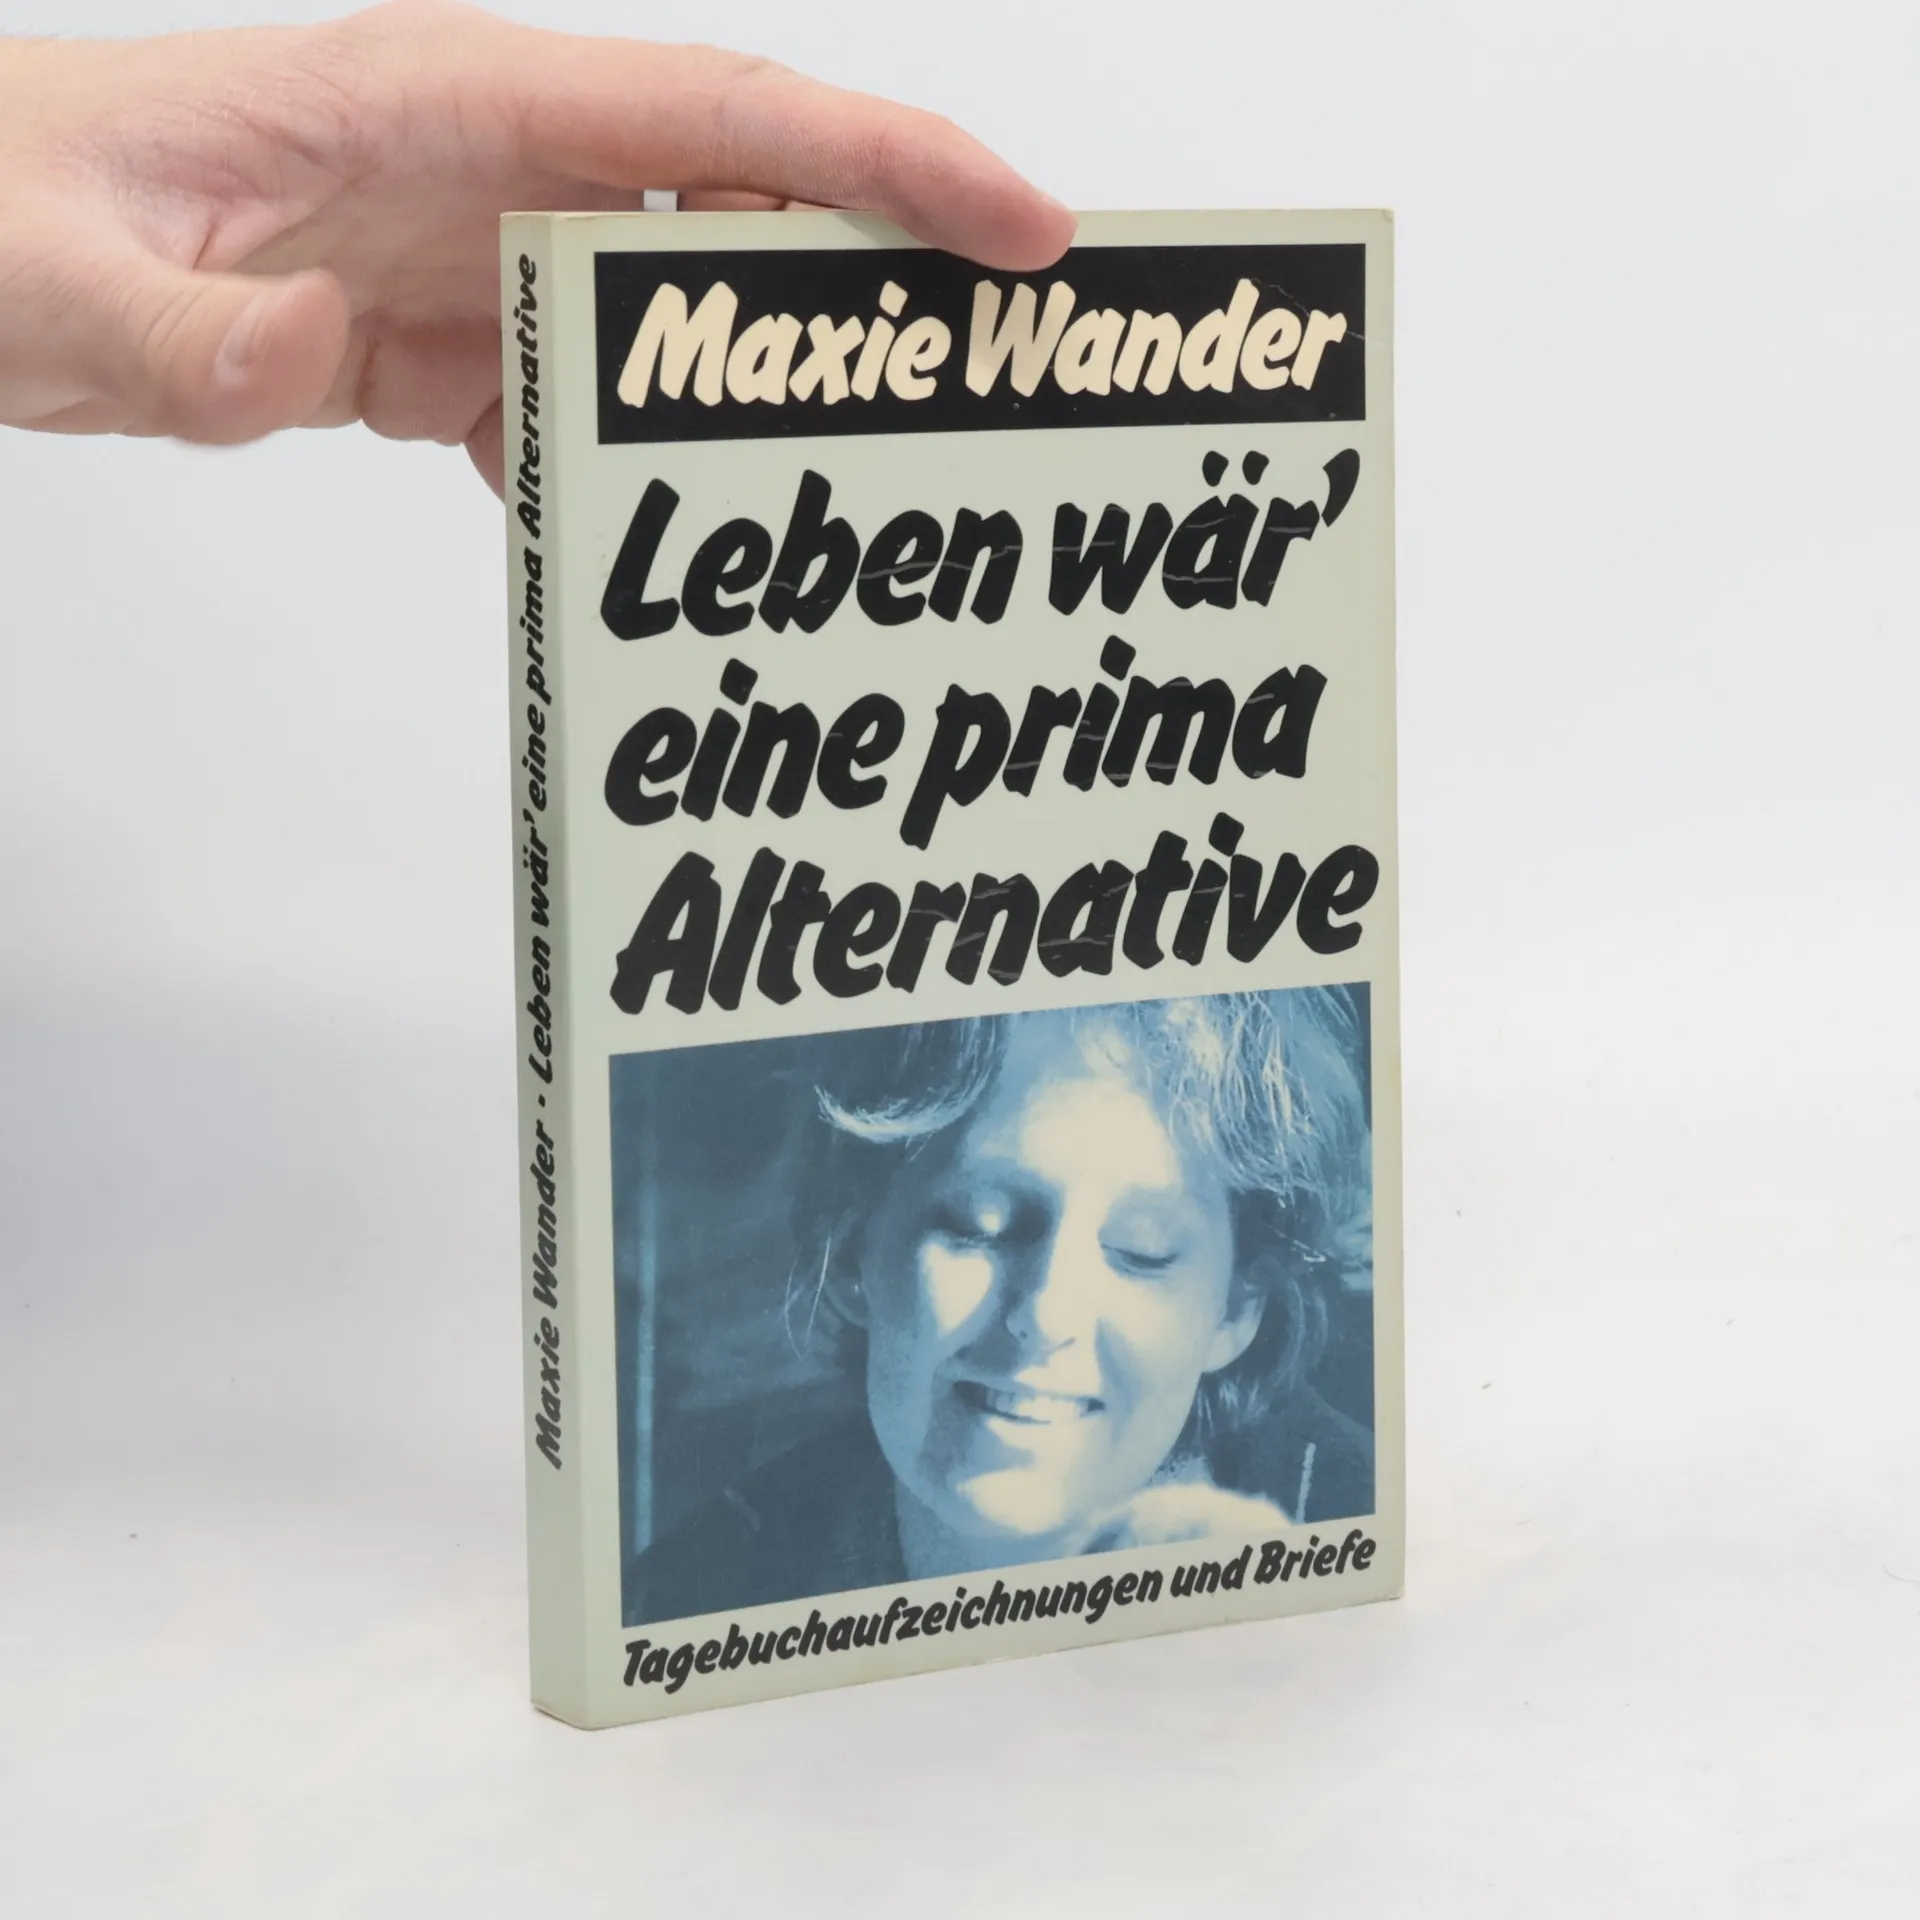 Maxie Wander · Leben wär' eine prima Alternative
Maxie Wander
Leben wär'
eine prima
Alternative
Tagebuchaufzeichnungen und Briefe